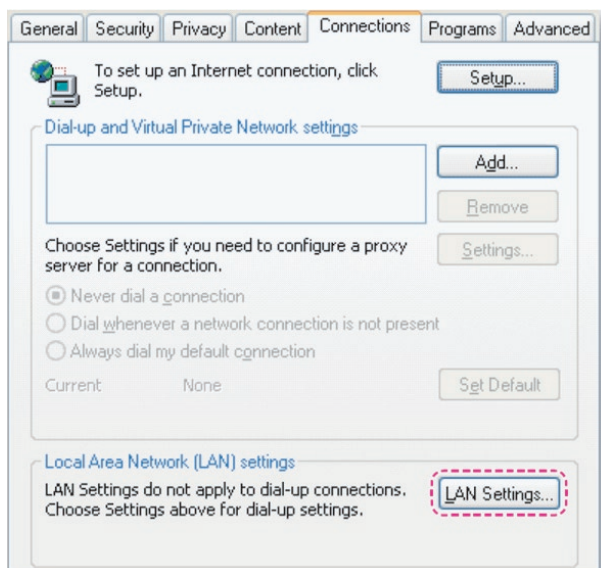 General Security Privacy Content Connections Programs Advanced
To set up an Internet connection, click
Setup.
Setup...
Dial-up and Virtual Private Network settings
Add...
Remove
Choose Settings if you need to configure a proxy
server for a connection.
Settings...
Never dial a connection
Dial whenever a network connection is not present
Always dial my default connection
Current None Set Default
Local Area Network (LAN) settings
LAN Settings do not apply to dial-up connections.
Choose Settings above for dial-up settings.
LAN Settings...